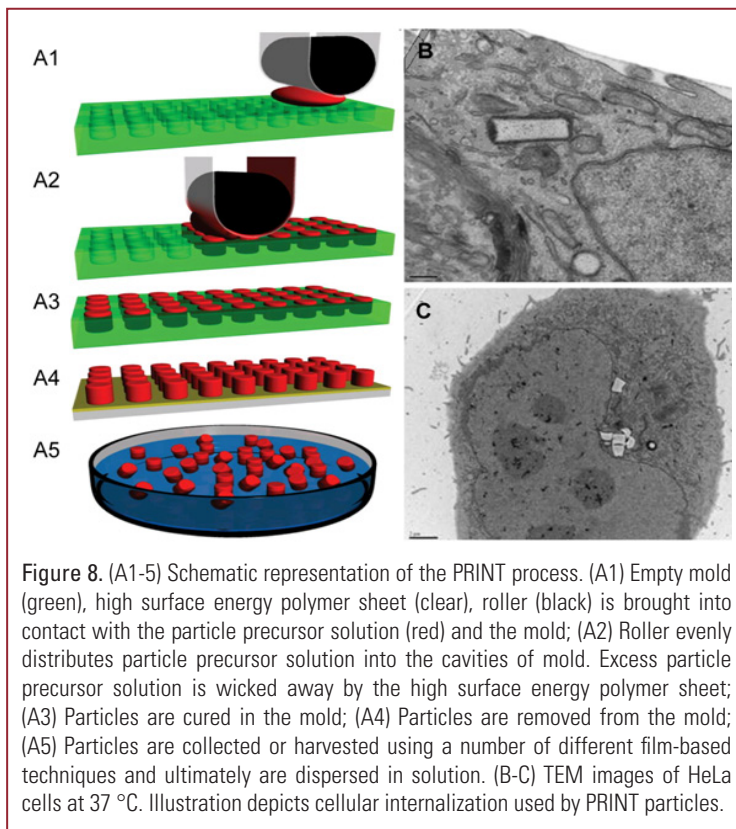 A1
A2
A3
A4
A5
B
C
Figure 8. (A1-5) Schematic representation of the PRINT process. (A1) Empty mold
(green), high surface energy polymer sheet (clear), roller (black) is brought into
contact with the particle precursor solution (red) and the mold; (A2) Roller evenly
distributes particle precursor solution into the cavities of mold. Excess particle
precursor solution is wicked away by the high surface energy polymer sheet;
(A3) Particles are cured in the mold; (A4) Particles are removed from the mold;
(A5) Particles are collected or harvested using a number of different film-based
techniques and ultimately are dispersed in solution. (B-C) TEM images of HeLa
cells at 37 °C. Illustration depicts cellular internalization used by PRINT particles.